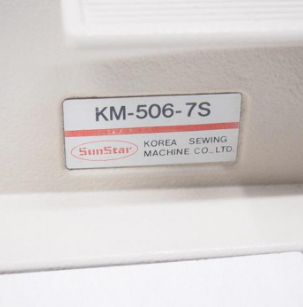 KM-506-7S
SunStar
KOREA SEWING
MACHINE CO., LTD.